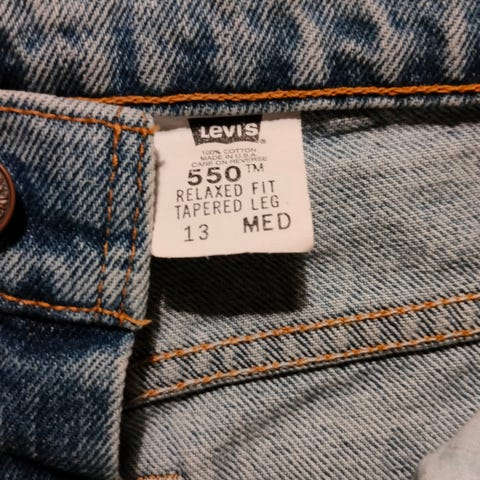 Levi's
100% COTTON
MADE IN U.S.A.
CARE ON REVERSE
550™
RELAXED FIT
TAPERED LEG
13 MED